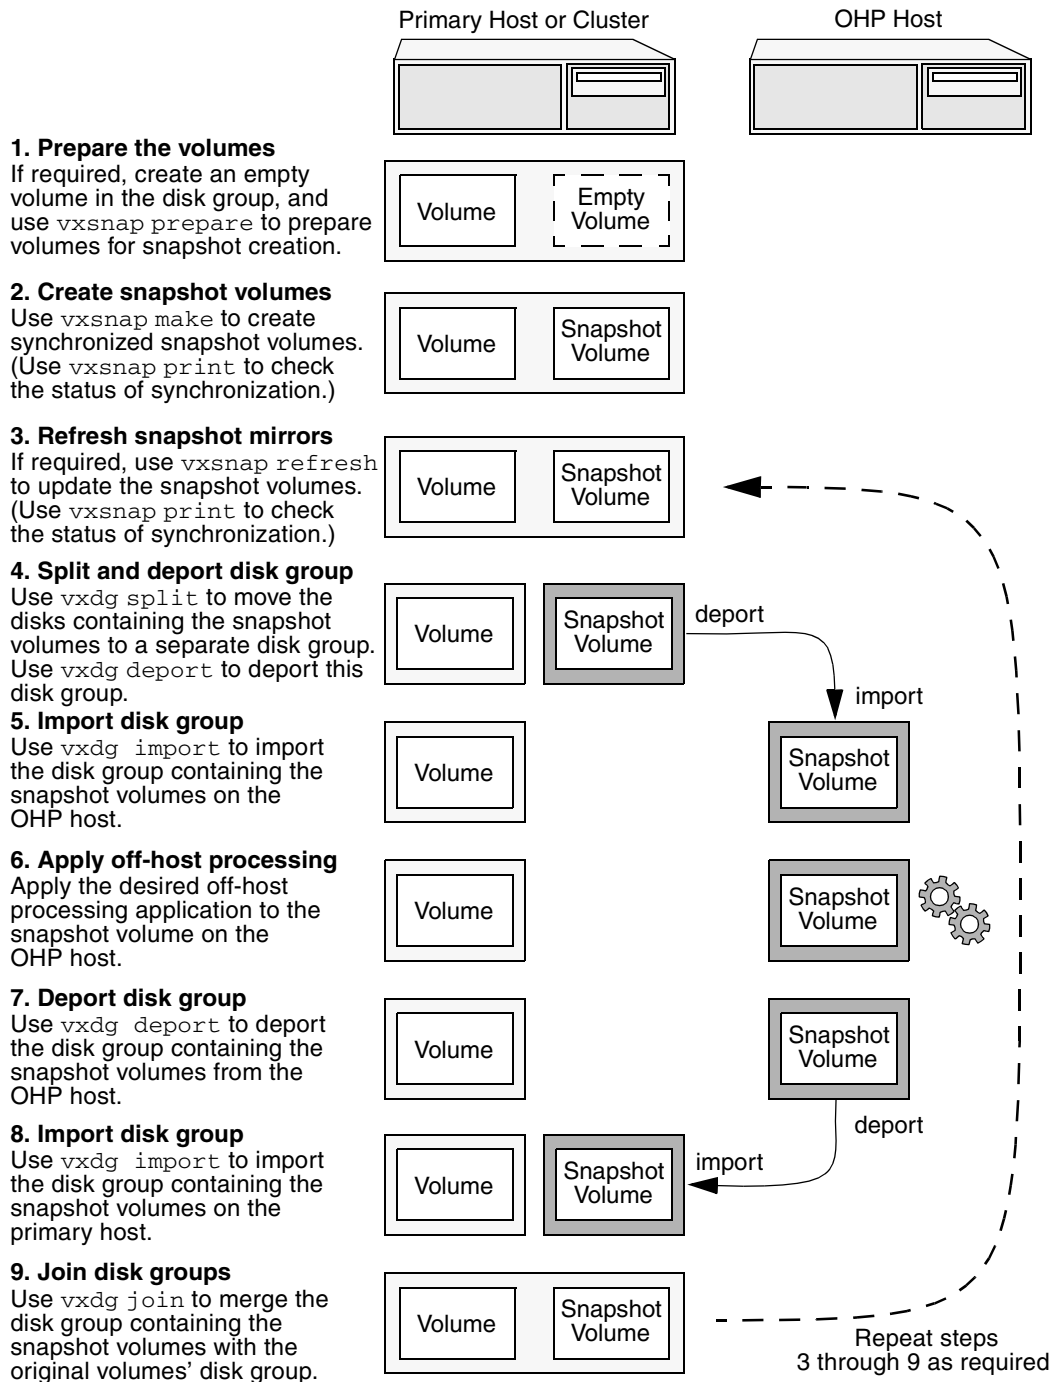 Primary Host or Cluster
OHP Host
1. Prepare the volumes
If required, create an empty
volume in the disk group, and
use vxsnap prepare to prepare
volumes for snapshot creation.
Volume
Empty
Volume
2. Create snapshot volumes
Use vxsnap make to create
synchronized snapshot volumes.
(Use vxsnap print to check
the status of synchronization.)
Volume
Snapshot
Volume
3. Refresh snapshot mirrors
If required, use vxsnap refresh
to update the snapshot volumes.
(Use vxsnap print to check
the status of synchronization.)
Volume
Snapshot
Volume
4. Split and deport disk group
Use vxdg split to move the
disks containing the snapshot
volumes to a separate disk group.
Use vxdg deport to deport this
disk group.
Volume
Snapshot
Volume
deport
import
5. Import disk group
Use vxdg import to import
the disk group containing the
snapshot volumes on the
OHP host.
Volume
Snapshot
Volume
6. Apply off-host processing
Apply the desired off-host
processing application to the
snapshot volume on the
OHP host.
Volume
Snapshot
Volume
7. Deport disk group
Use vxdg deport to deport
the disk group containing the
snapshot volumes from the
OHP host.
Volume
Snapshot
Volume
deport
8. Import disk group
Use vxdg import to import
the disk group containing the
snapshot volumes on the
primary host.
Volume
Snapshot
Volume
import
9. Join disk groups
Use vxdg join to merge the
disk group containing the
snapshot volumes with the
original volumes’ disk group.
Volume
Snapshot
Volume
Repeat steps
3 through 9 as required